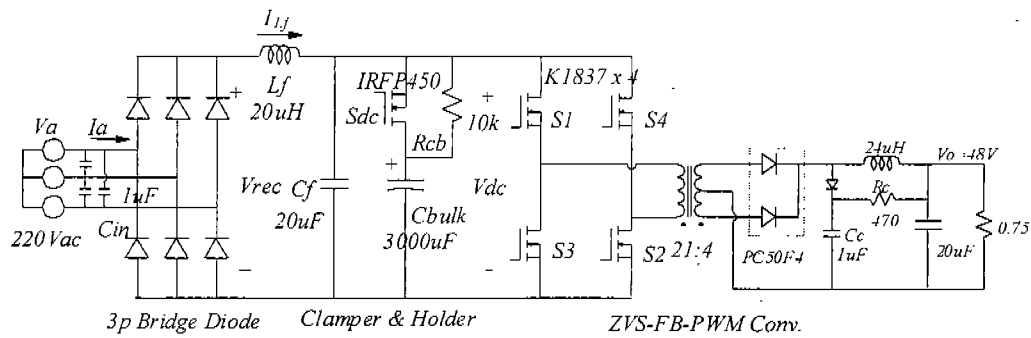 I Lf
Lf
20uH
IRFP450
Sdc
10k
Rcb
+
K1837 x 4
S1
S4
+
Va
Ia
1uF
Cin
220 Vac
Vrec
Cf
20uF
+
Cbulk
3000uF
Vdc
S3
S2
21:4
PC50F4
24uH
Vo=48V
Rc
470
Cc
1uF
20uF
0.75
3p Bridge Diode
Clamper & Holder
ZVS-FB-PWM Conv.